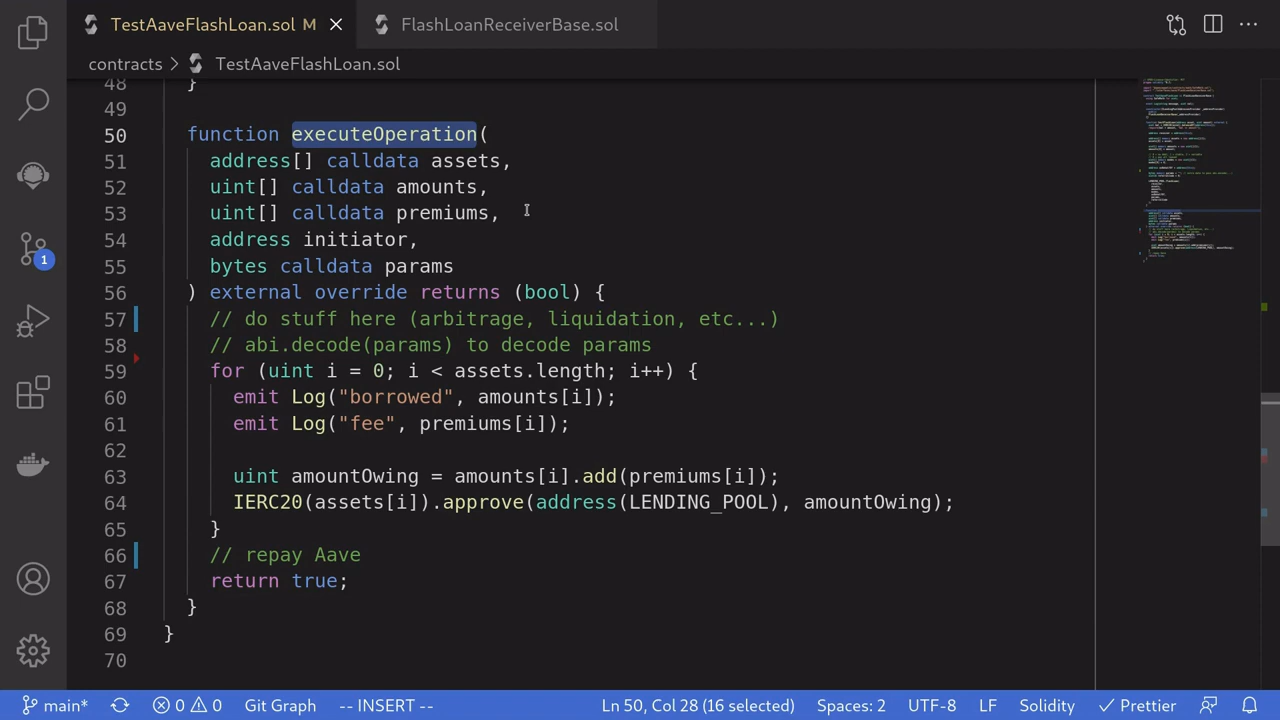 TestAaveFlashLoan.sol M
FlashLoanReceiverBase.sol
contracts > TestAaveFlashLoan.sol
48 }
49
50 function executeOperation(
51 address[] calldata assets,
52 uint[] calldata amounts,
53 uint[] calldata premiums,
54 address initiator,
55 bytes calldata params
56 ) external override returns (bool) {
57 // do stuff here (arbitrage, liquidation, etc...)
58 // abi.decode(params) to decode params
59 for (uint i = 0; i < assets.length; i++) {
60 emit Log("borrowed", amounts[i]);
61 emit Log("fee", premiums[i]);
62
63 uint amountOwing = amounts[i].add(premiums[i]);
64 IERC20(assets[i]).approve(address(LENDING_POOL), amountOwing);
65 }
66 // repay Aave
67 return true;
68 }
69 }
70
1
main* 0 0 Git Graph -- INSERT -- Ln 50, Col 28 (16 selected) Spaces: 2 UTF-8 LF Solidity Prettier